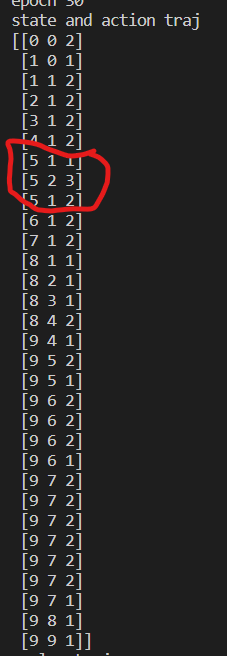 epoch 30
state and action traj
[[0 0 2]
[1 0 1]
[1 1 2]
[2 1 2]
[3 1 2]
[4 1 2]
[5 1 1]
[5 2 3]
[5 1 2]
[6 1 2]
[7 1 2]
[8 1 1]
[8 2 1]
[8 3 1]
[8 4 2]
[9 4 1]
[9 5 2]
[9 5 1]
[9 6 2]
[9 6 2]
[9 6 2]
[9 6 1]
[9 7 2]
[9 7 2]
[9 7 2]
[9 7 2]
[9 7 2]
[9 7 2]
[9 7 1]
[9 8 1]
[9 9 1]]